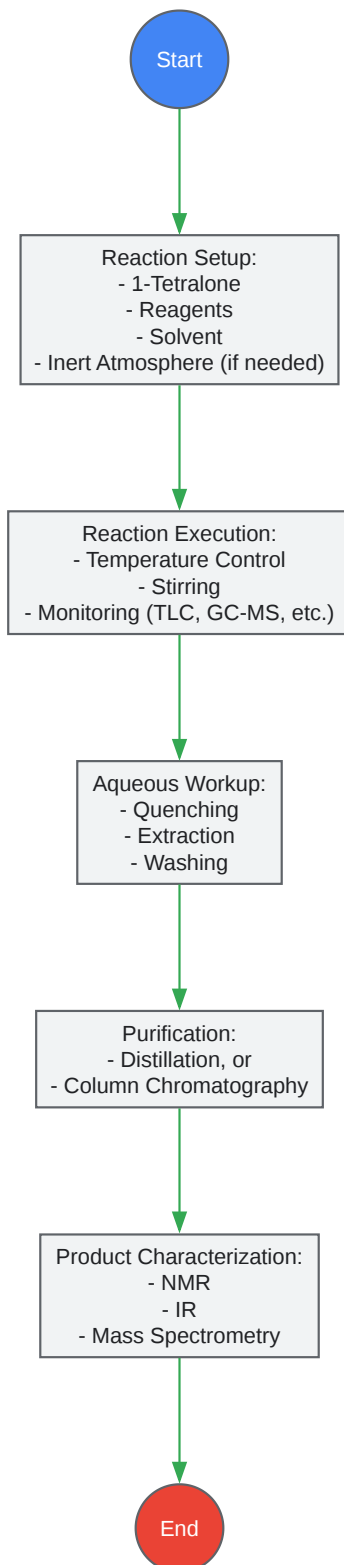 Start
Reaction Setup:
- 1-Tetralone
- Reagents
- Solvent
- Inert Atmosphere (if needed)
Reaction Execution:
- Temperature Control
- Stirring
- Monitoring (TLC, GC-MS, etc.)
Aqueous Workup:
- Quenching
- Extraction
- Washing
Purification:
- Distillation, or
- Column Chromatography
Product Characterization:
- NMR
- IR
- Mass Spectrometry
End